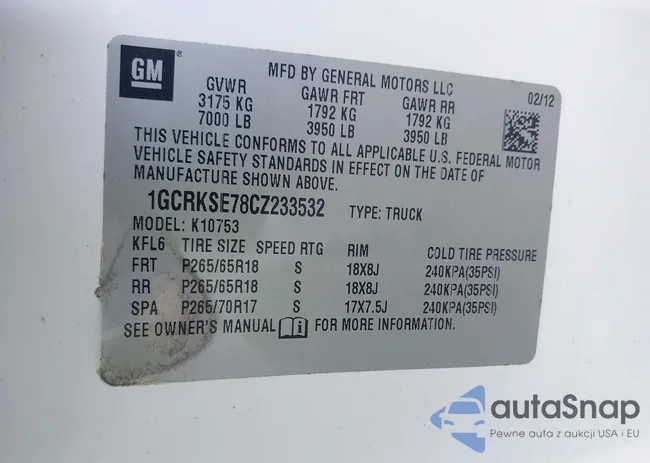 GM
®
MFD BY GENERAL MOTORS LLC
02/12
GVWR GAWR FRT GAWR RR
3175 KG 1792 KG 1792 KG
7000 LB 3950 LB 3950 LB
THIS VEHICLE CONFORMS TO ALL APPLICABLE U.S. FEDERAL MOTOR
VEHICLE SAFETY STANDARDS IN EFFECT ON THE DATE OF
MANUFACTURE SHOWN ABOVE.
1GCRKSE78CZ233532 TYPE: TRUCK
MODEL: K10753
KFL6 TIRE SIZE SPEED RTG RIM COLD TIRE PRESSURE
FRT P265/65R18 S 18X8J 240KPA(35PSI)
RR P265/65R18 S 18X8J 240KPA(35PSI)
SPA P265/70R17 S 17X7.5J 240KPA(35PSI)
SEE OWNER'S MANUAL FOR MORE INFORMATION.
autaSnap
Pewne auta z aukcji USA i EU